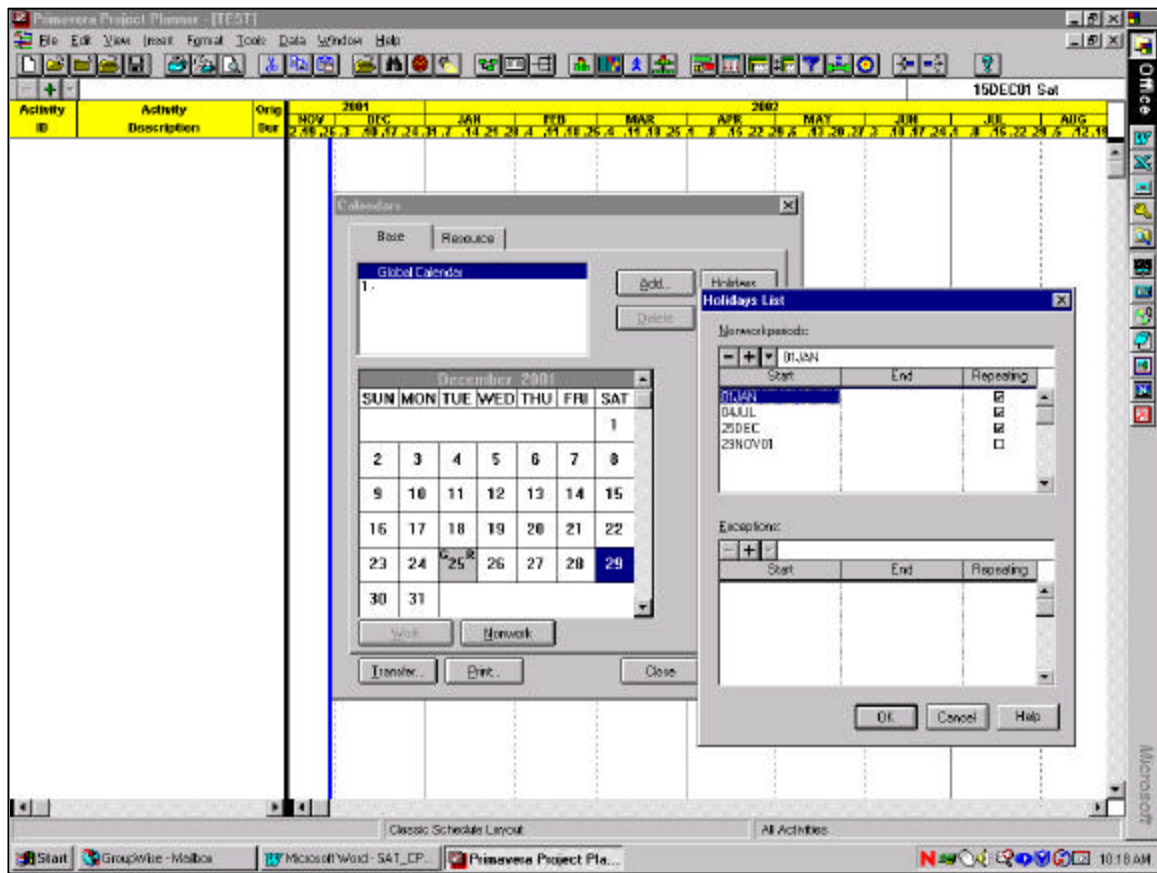 Primavera Project Planner - [TEST]
File Edit View Insert Format Tools Data Window Help
15DEC01 Sat
Activity ID
Activity Description
Orig Dur
2001 2002
NOV DEC JAN FEB MAR APR MAY JUN JUL AUG
Calendars
Base Resource
Global Calendar
1 -
Add...
Holidays
Delete
December 2001
SUN MON TUE WED THU FRI SAT
1
2 3 4 5 6 7 8
9 10 11 12 13 14 15
16 17 18 19 20 21 22
23 24 G 25 R 26 27 28 29
30 31
Work Nonwork
Transfer... Print... Close
Holidays List
Nonworkperiods:
01JAN
Start End Repeating
01JAN
04JUL
25DEC
29NOV01
Exceptions:
Start End Repeating
OK Cancel Help
Classic Schedule Layout All Activities
Office
Microsoft
Start GroupWise - Mailbox Microsoft Word - SAT_CP... Primavera Project Pla... 10:18 AM